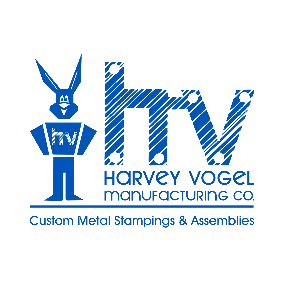 hv
hv
HARVEY VOGEL
MANUFACTURING CO.
Custom Metal Stampings & Assemblies